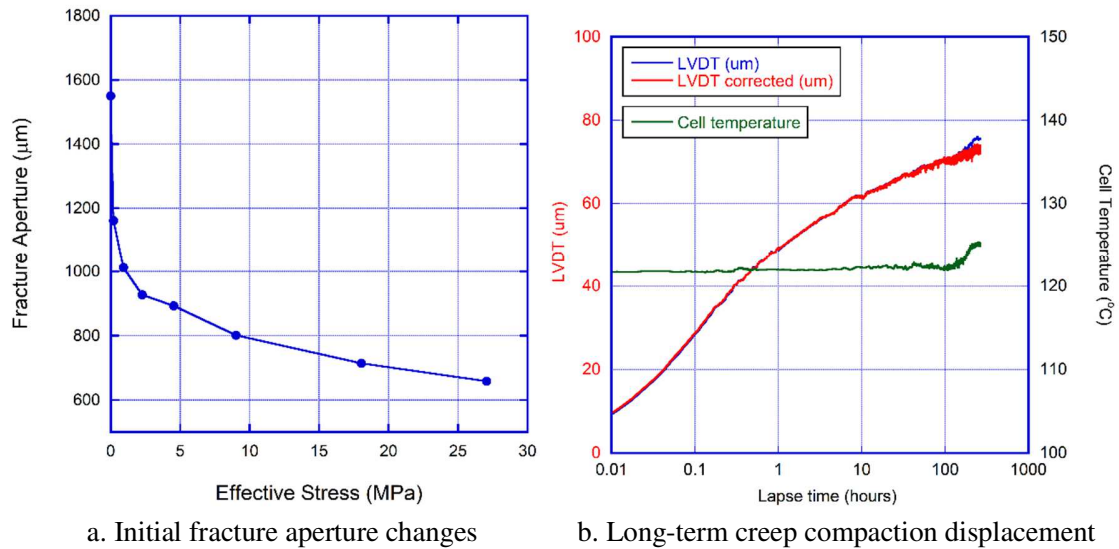 1800
1600
1400
1200
1000
800
600
Fracture Aperture (μm)
0 5 10 15 20 25 30
Effective Stress (MPa)
a. Initial fracture aperture changes
100
80
60
40
20
0
LVDT (um)
LVDT (um)
LVDT corrected (um)
Cell temperature
150
140
130
120
110
100
Cell Temperature (°C)
0.01 0.1 1 10 100 1000
Lapse time (hours)
b. Long-term creep compaction displacement